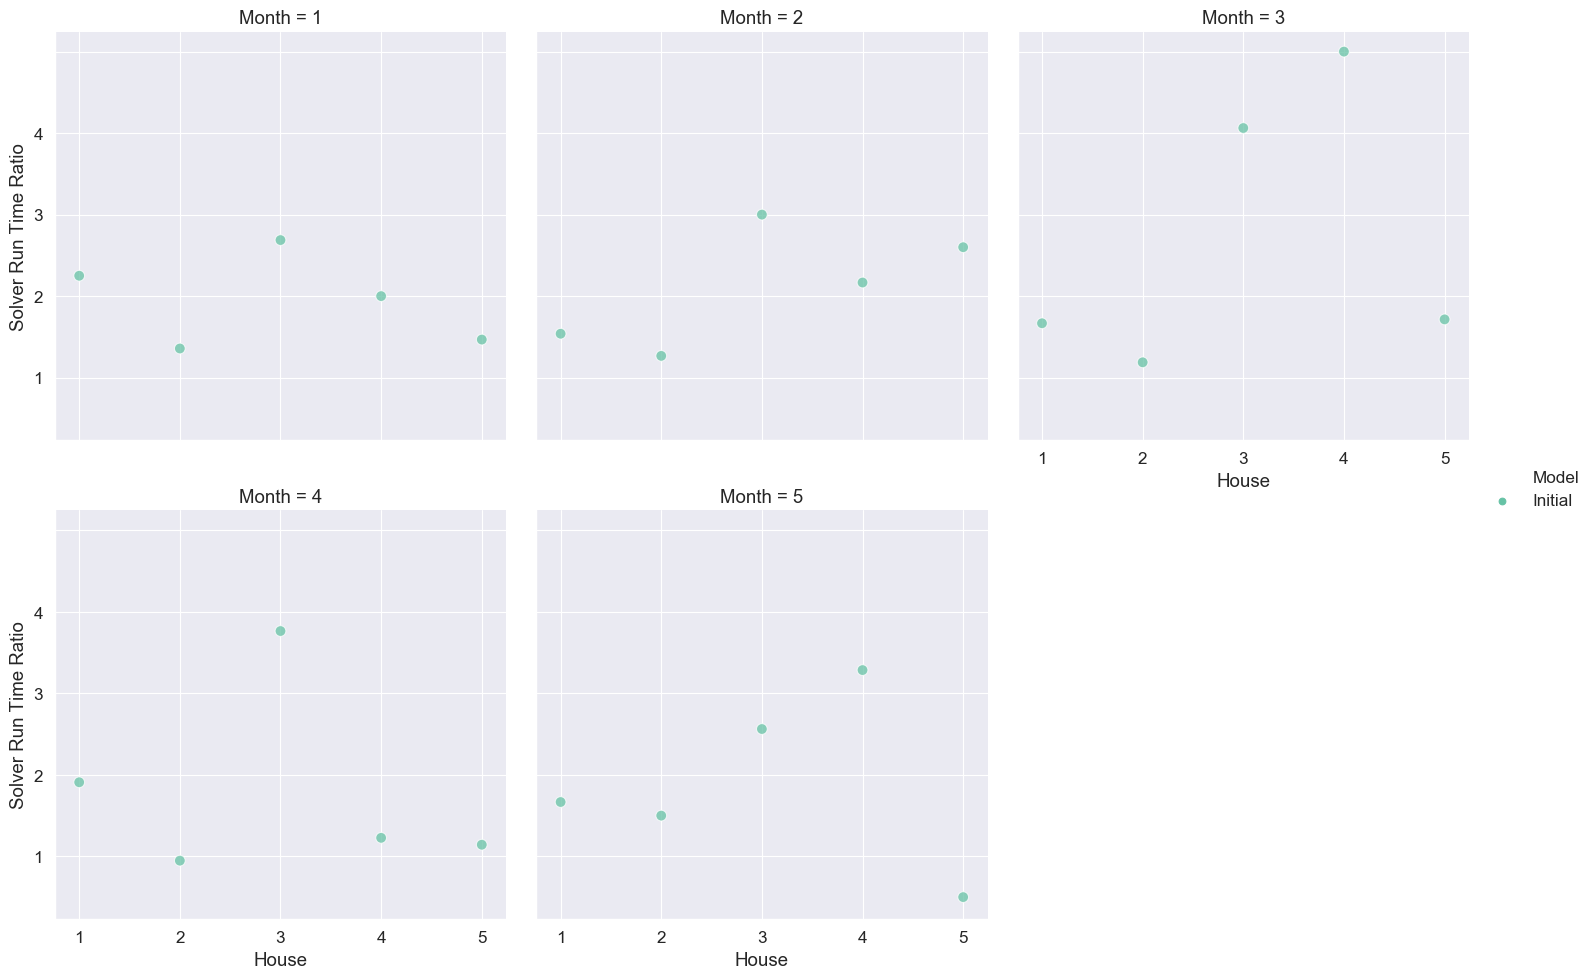 Month = 1
Month = 2
Month = 3
Solver Run Time Ratio
4
3
2
1
1 2 3 4 5
House
Model
Initial
Month = 4
Month = 5
Solver Run Time Ratio
4
3
2
1
1 2 3 4 5
House
1 2 3 4 5
House